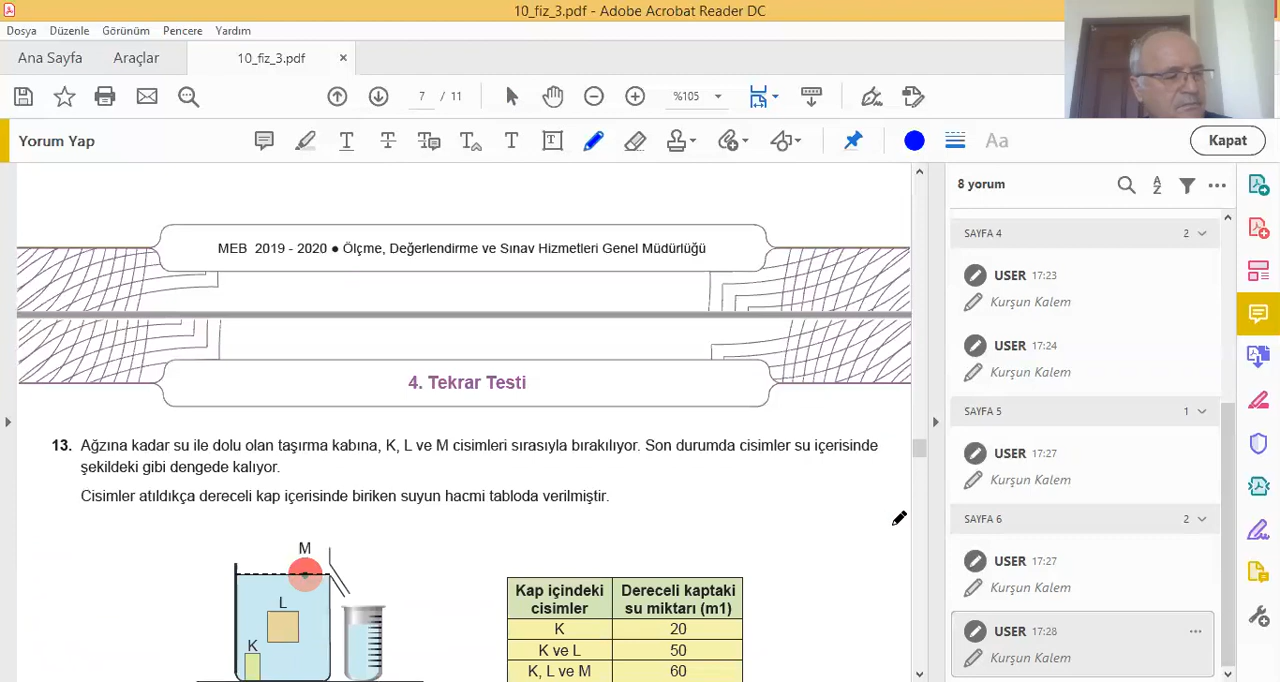 10_fiz_3.pdf - Adobe Acrobat Reader DC
Dosya Düzenle Görünüm Pencere Yardım
Ana Sayfa Araçlar 10_fiz_3.pdf ×
7 / 11 %105
Yorum Yap Aa Kapat
8 yorum
SAYFA 4 2
USER 17:23
Kurşun Kalem
USER 17:24
Kurşun Kalem
SAYFA 5 1
USER 17:27
Kurşun Kalem
SAYFA 6 2
USER 17:27
Kurşun Kalem
USER 17:28
Kurşun Kalem
MEB 2019 - 2020 ● Ölçme, Değerlendirme ve Sınav Hizmetleri Genel Müdürlüğü
4. Tekrar Testi
13. Ağzına kadar su ile dolu olan taşırma kabına, K, L ve M cisimleri sırasıyla bırakılıyor. Son durumda cisimler su içerisinde
şekildeki gibi dengede kalıyor.
Cisimler atıldıkça dereceli kap içerisinde biriken suyun hacmi tabloda verilmiştir.
M
L
K
Kap içindeki cisimler Dereceli kaptaki su miktarı (m1)
K 20
K ve L 50
K, L ve M 60